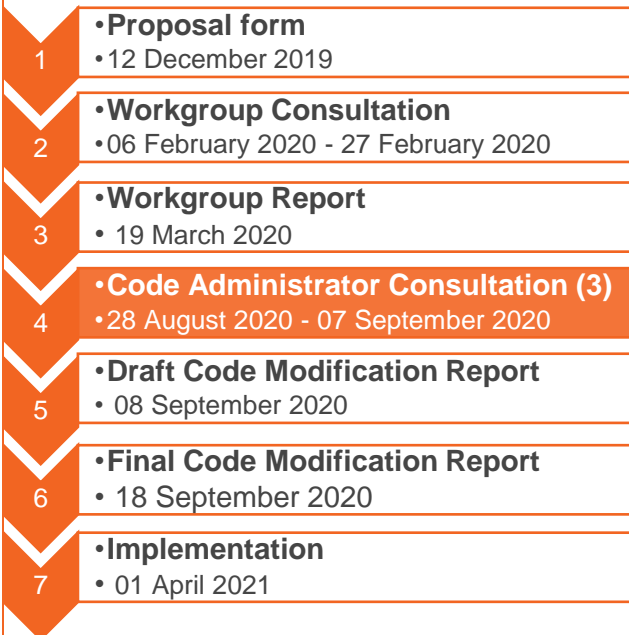 1
•Proposal form
•12 December 2019
2
•Workgroup Consultation
•06 February 2020 - 27 February 2020
3
•Workgroup Report
• 19 March 2020
4
•Code Administrator Consultation (3)
•28 August 2020 - 07 September 2020
5
•Draft Code Modification Report
• 08 September 2020
6
•Final Code Modification Report
• 18 September 2020
7
•Implementation
• 01 April 2021